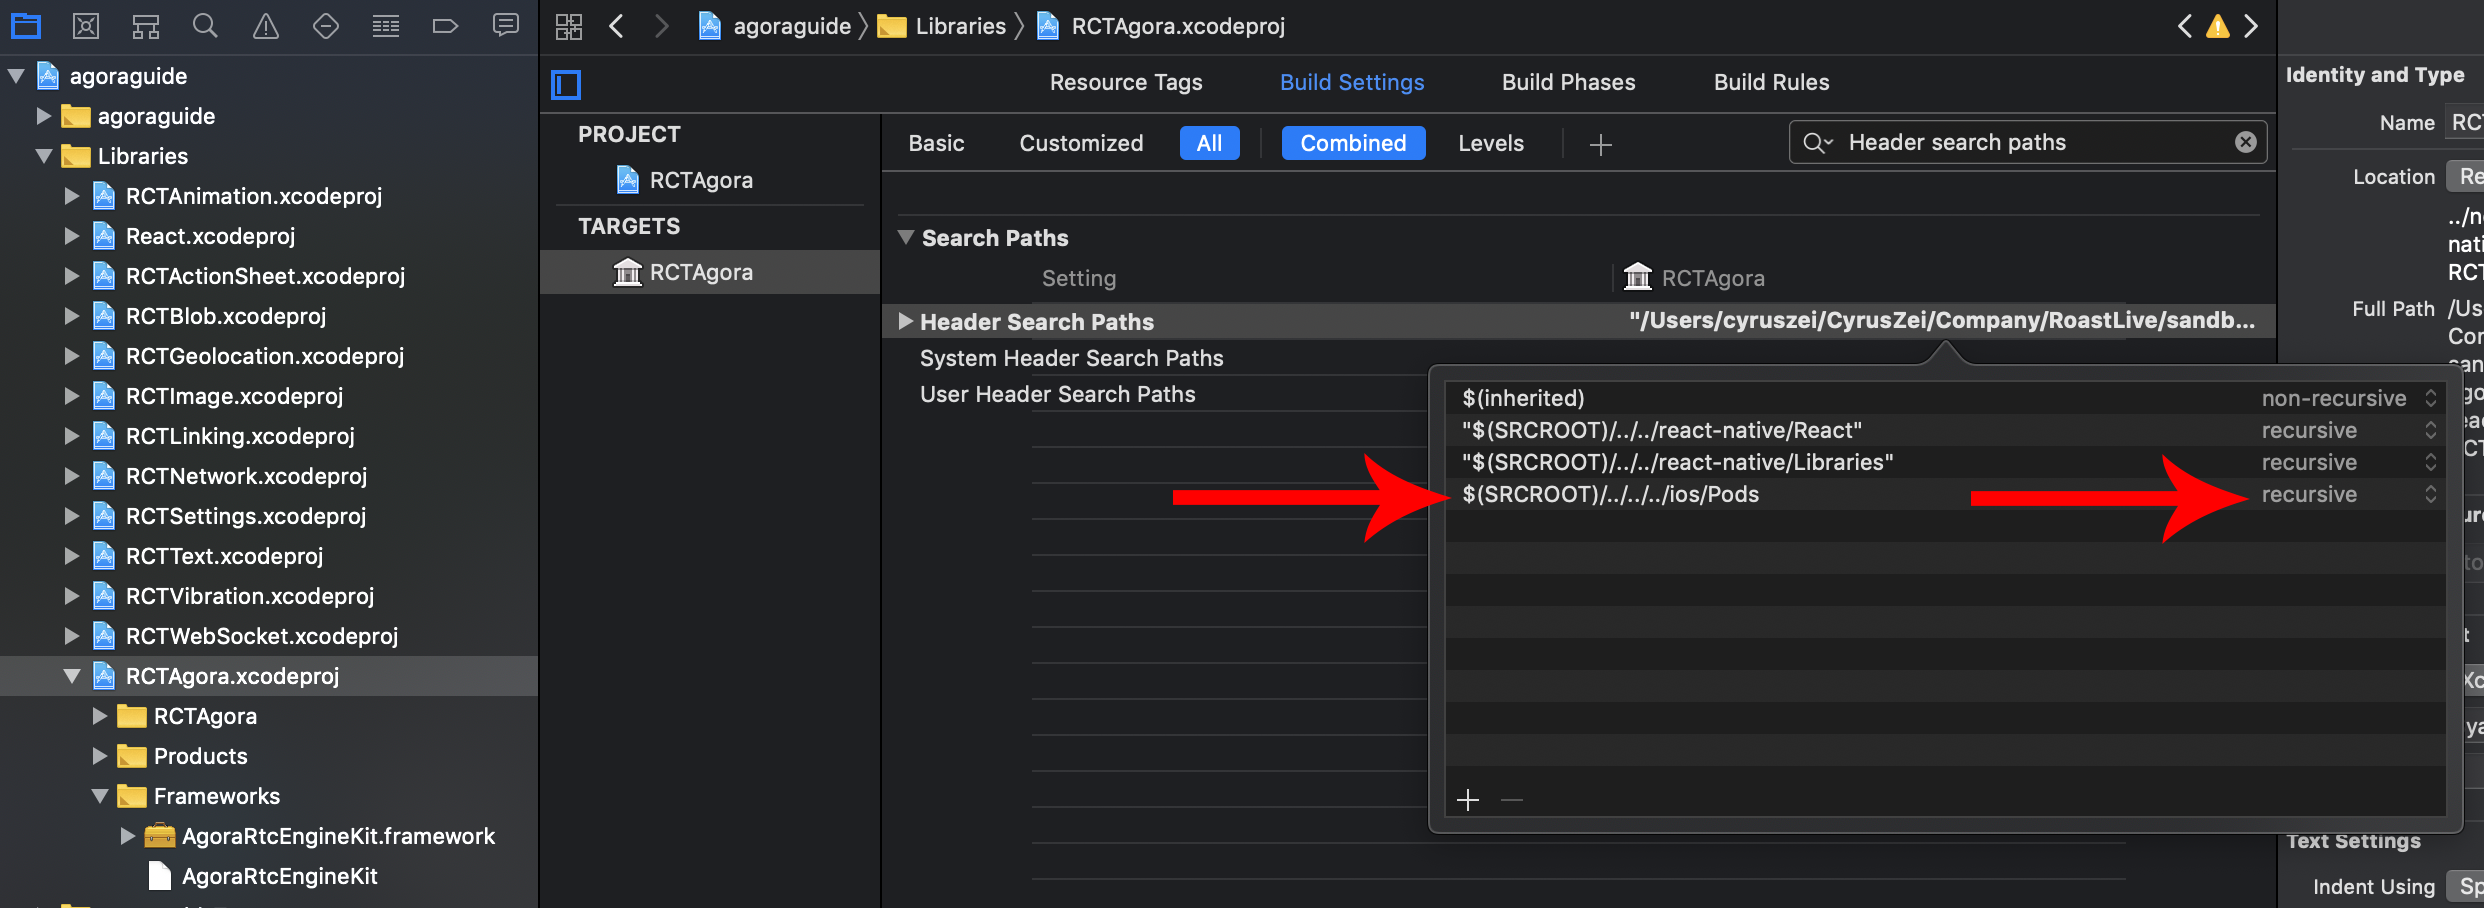 agoraguide
agoraguide
Libraries
RCTAnimation.xcodeproj
React.xcodeproj
RCTActionSheet.xcodeproj
RCTBlob.xcodeproj
RCTGeolocation.xcodeproj
RCTImage.xcodeproj
RCTLinking.xcodeproj
RCTNetwork.xcodeproj
RCTSettings.xcodeproj
RCTText.xcodeproj
RCTVibration.xcodeproj
RCTWebSocket.xcodeproj
RCTAgora.xcodeproj
RCTAgora
Products
Frameworks
AgoraRtcEngineKit.framework
AgoraRtcEngineKit
agoraguide Libraries RCTAgora.xcodeproj
Resource Tags Build Settings Build Phases Build Rules
PROJECT
RCTAgora
TARGETS
RCTAgora
Basic Customized All Combined Levels Header search paths
Search Paths
Setting RCTAgora
Header Search Paths "/Users/cyruszei/CyrusZei/Company/RoastLive/sandb...
System Header Search Paths
User Header Search Paths
$(inherited) non-recursive
"$(SRCROOT)/../../react-native/React" recursive
"$(SRCROOT)/../../react-native/Libraries" recursive
$(SRCROOT)/../../../ios/Pods recursive
Identity and Type
Name RCT
Location Re
../n
nati
RCT
Full Path /Us
Con
Text Settings
Indent Using Sp